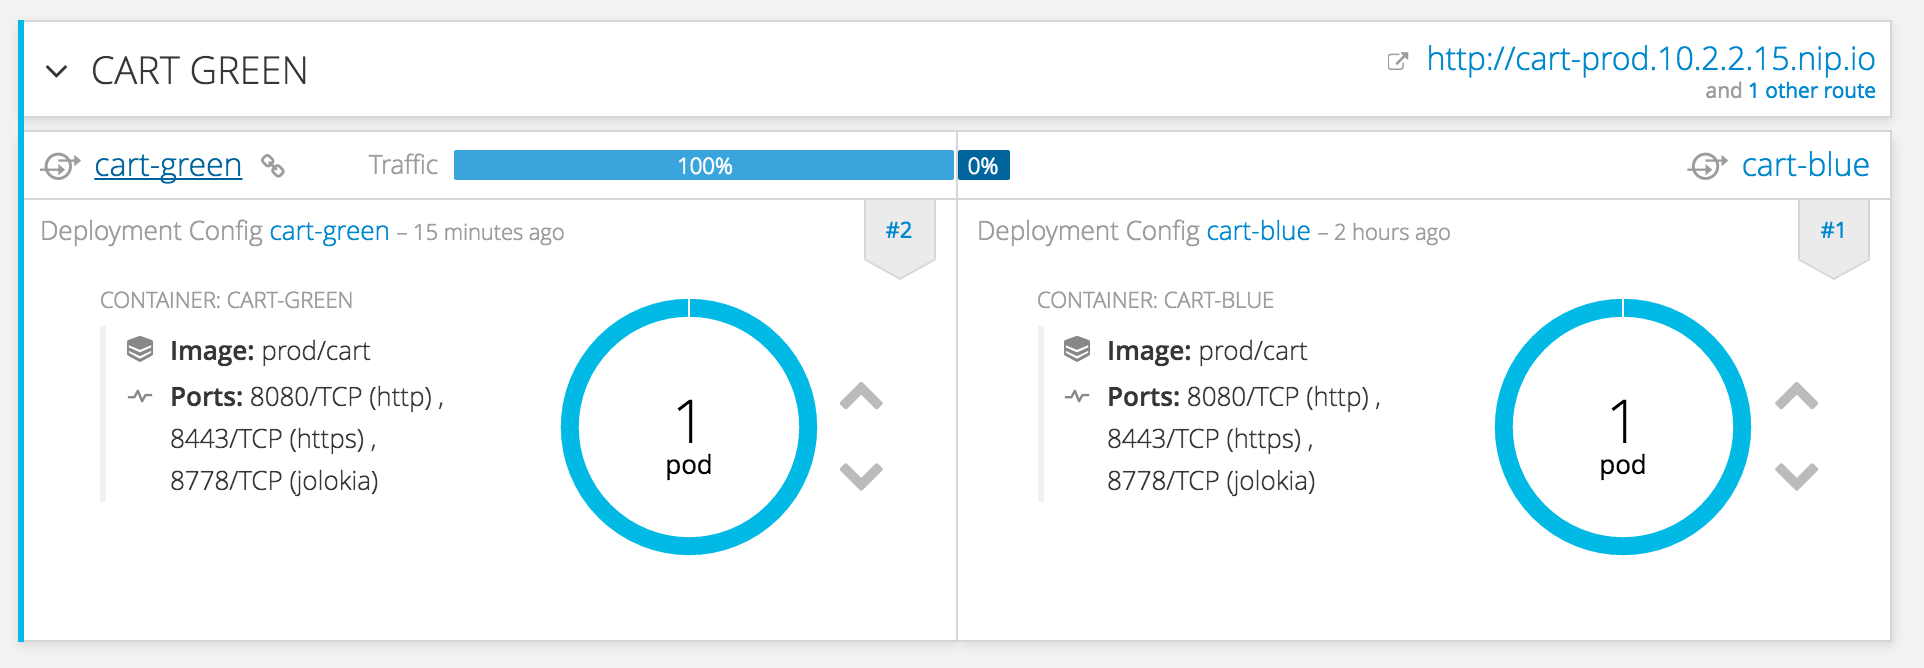 CART GREEN
http://cart-prod.10.2.2.15.nip.io
and 1 other route
cart-green
Traffic
100%
0%
cart-blue
Deployment Config cart-green – 15 minutes ago
#2
CONTAINER: CART-GREEN
Image: prod/cart
Ports: 8080/TCP (http) ,
8443/TCP (https) ,
8778/TCP (jolokia)
1
pod
Deployment Config cart-blue – 2 hours ago
#1
CONTAINER: CART-BLUE
Image: prod/cart
Ports: 8080/TCP (http) ,
8443/TCP (https) ,
8778/TCP (jolokia)
1
pod